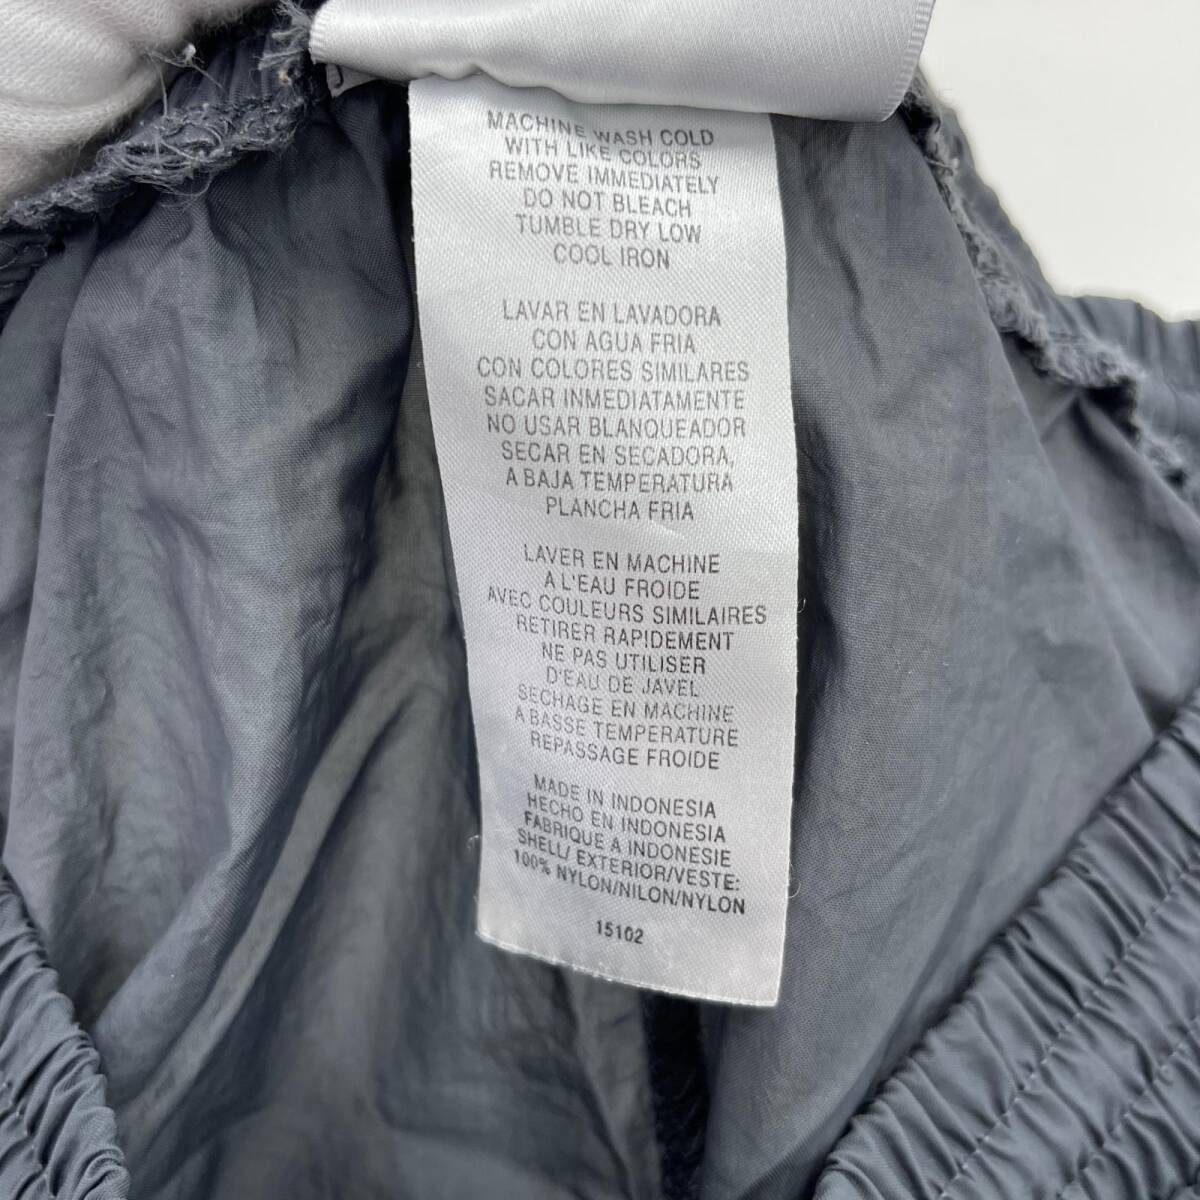 MACHINE WASH COLD
WITH LIKE COLORS
REMOVE IMMEDIATELY
DO NOT BLEACH
TUMBLE DRY LOW
COOL IRON
LAVAR EN LAVADORA
CON AGUA FRIA
CON COLORES SIMILARES
SACAR INMEDIATAMENTE
NO USAR BLANQUEADOR
SECAR EN SECADORA,
A BAJA TEMPERATURA
PLANCHA FRIA
LAVER EN MACHINE
A L'EAU FROIDE
AVEC COULEURS SIMILAIRES
RETIRER RAPIDEMENT
NE PAS UTILISER
D'EAU DE JAVEL
SECHAGE EN MACHINE
A BASSE TEMPERATURE
REPASSAGE FROIDE
MADE IN INDONESIA
HECHO EN INDONESIA
FABRIQUE A INDONESIE
SHELL/ EXTERIOR/VESTE:
100% NYLON/NILON/NYLON
15102